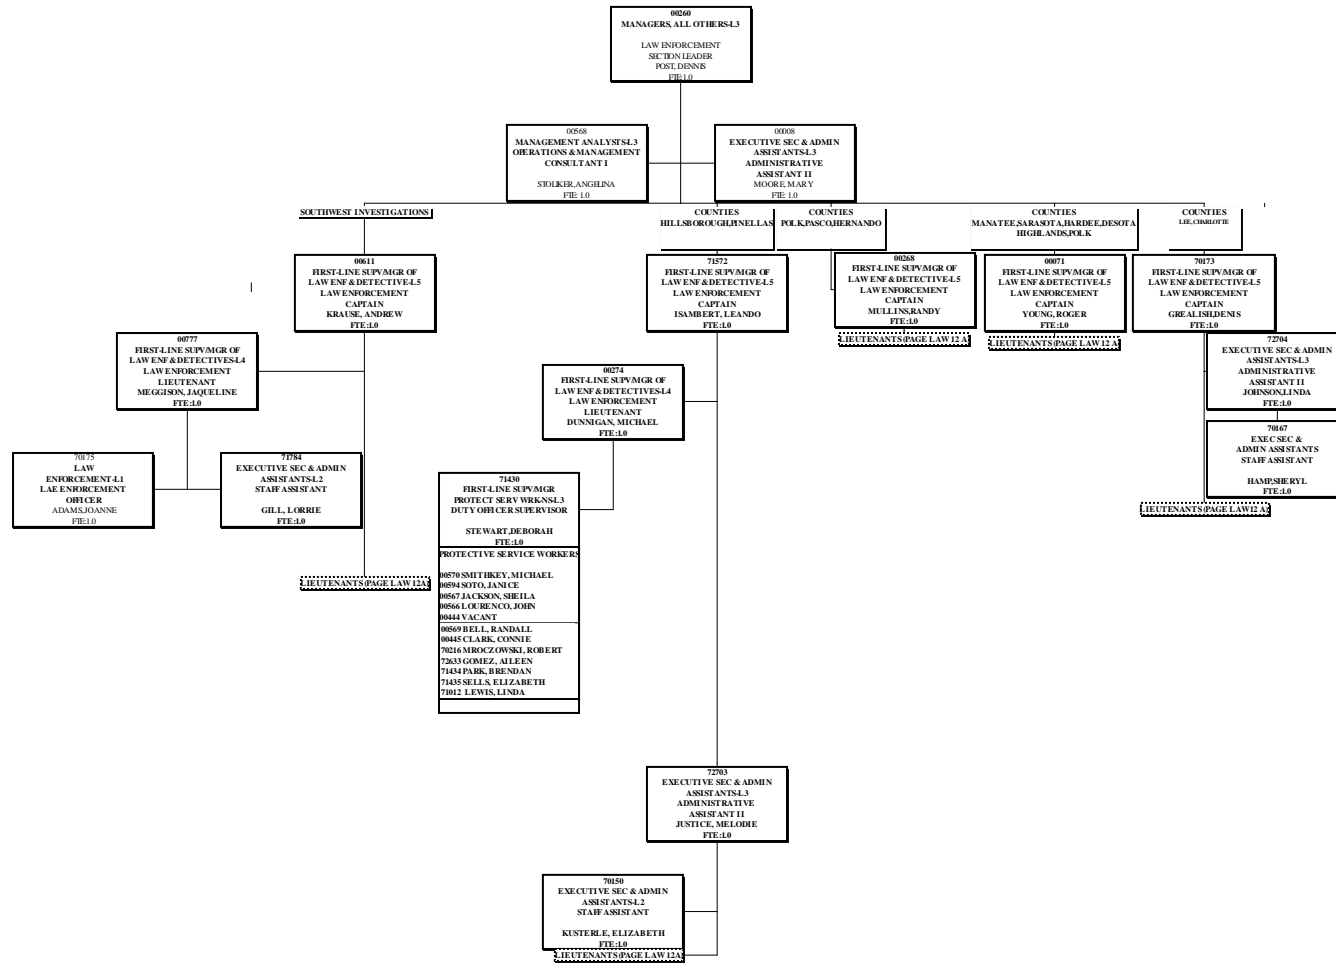 00260
MANAGERS, ALL OTHERS-L3
LAW ENFORCEMENT
SECTION LEADER
POST, DENNIS
FTE:1.0
00568
MANAGEMENT ANALYSTS-L3
OPERATIONS & MANAGEMENT
CONSULTANT I
STOLIKER, ANGELINA
FTE: 1.0
00008
EXECUTIVE SEC & ADMIN
ASSISTANTS-L3
ADMINISTRATIVE
ASSISTANT II
MOORE, MARY
FTE: 1.0
SOUTHWEST INVESTIGATIONS
COUNTIES
HILLSBOROUGH,PINELLAS
COUNTIES
POLK,PASCO,HERNANDO
COUNTIES
MANATEE,SARASOTA,HARDEE,DESOTA
HIGHLANDS,POLK
COUNTIES
LEE,CHARLOTTE
00611
FIRST-LINE SUPV/MGR OF
LAW ENF & DETECTIVE-L5
LAW ENFORCEMENT
CAPTAIN
KRAUSE, ANDREW
FTE:1.0
71572
FIRST-LINE SUPV/MGR OF
LAW ENF & DETECTIVE-L5
LAW ENFORCEMENT
CAPTAIN
ISAMBERT, LEANDO
FTE:1.0
00268
FIRST-LINE SUPV/MGR OF
LAW ENF & DETECTIVE-L5
LAW ENFORCEMENT
CAPTAIN
MULLINS,RANDY
FTE:1.0
LIEUTENANTS (PAGE LAW 12 A)
00071
FIRST-LINE SUPV/MGR OF
LAW ENF & DETECTIVE-L5
LAW ENFORCEMENT
CAPTAIN
YOUNG, ROGER
FTE:1.0
LIEUTENANTS (PAGE LAW 12 A)
70173
FIRST-LINE SUPV/MGR OF
LAW ENF & DETECTIVE-L5
LAW ENFORCEMENT
CAPTAIN
GREALISH,DENIS
FTE:1.0
00777
FIRST-LINE SUPV/MGR OF
LAW ENF & DETECTIVES-L4
LAW ENFORCEMENT
LIEUTENANT
MEGGISON, JAQUELINE
FTE:1.0
00274
FIRST-LINE SUPV/MGR OF
LAW ENF & DETECTIVES-L4
LAW ENFORCEMENT
LIEUTENANT
DUNNIGAN, MICHAEL
FTE:1.0
72704
EXECUTIVE SEC & ADMIN
ASSISTANTS-L3
ADMINISTRATIVE
ASSISTANT II
JOHNSON,LINDA
FTE:1.0
70167
EXEC SEC &
ADMIN ASSISTANTS
STAFF ASSISTANT
HAMP,SHERYL
FTE:1.0
LIEUTENANTS (PAGE LAW12 A)
70175
LAW
ENFORCEMENT-L1
LAE ENFORCEMENT
OFFICER
ADAMS,JOANNE
FTE:1.0
71784
EXECUTIVE SEC & ADMIN
ASSISTANTS-L2
STAFF ASSISTANT
GILL, LORRIE
FTE:1.0
LIEUTENANTS (PAGE LAW 12A)
71430
FIRST-LINE SUPV/MGR
PROTECT SERV WRK-NS-L3
DUTY OFFICER SUPERVISOR
STEWART,DEBORAH
FTE:1.0
PROTECTIVE SERVICE WORKERS
00570 SMITHKEY, MICHAEL
00594 SOTO, JANICE
00567 JACKSON, SHEILA
00566 LOURENCO, JOHN
00444 VACANT
00569 BELL, RANDALL
00445 CLARK, CONNIE
70216 MROCZOWSKI, ROBERT
72633 GOMEZ, AILEEN
71434 PARK, BRENDAN
71435 SELLS, ELIZABETH
71012 LEWIS, LINDA
72703
EXECUTIVE SEC & ADMIN
ASSISTANTS-L3
ADMINISTRATIVE
ASSISTANT II
JUSTICE, MELODIE
FTE:1.0
70150
EXECUTIVE SEC & ADMIN
ASSISTANTS-L2
STAFF ASSISTANT
KUSTERLE, ELIZABETH
FTE:1.0
LIEUTENANTS (PAGE LAW 12A)